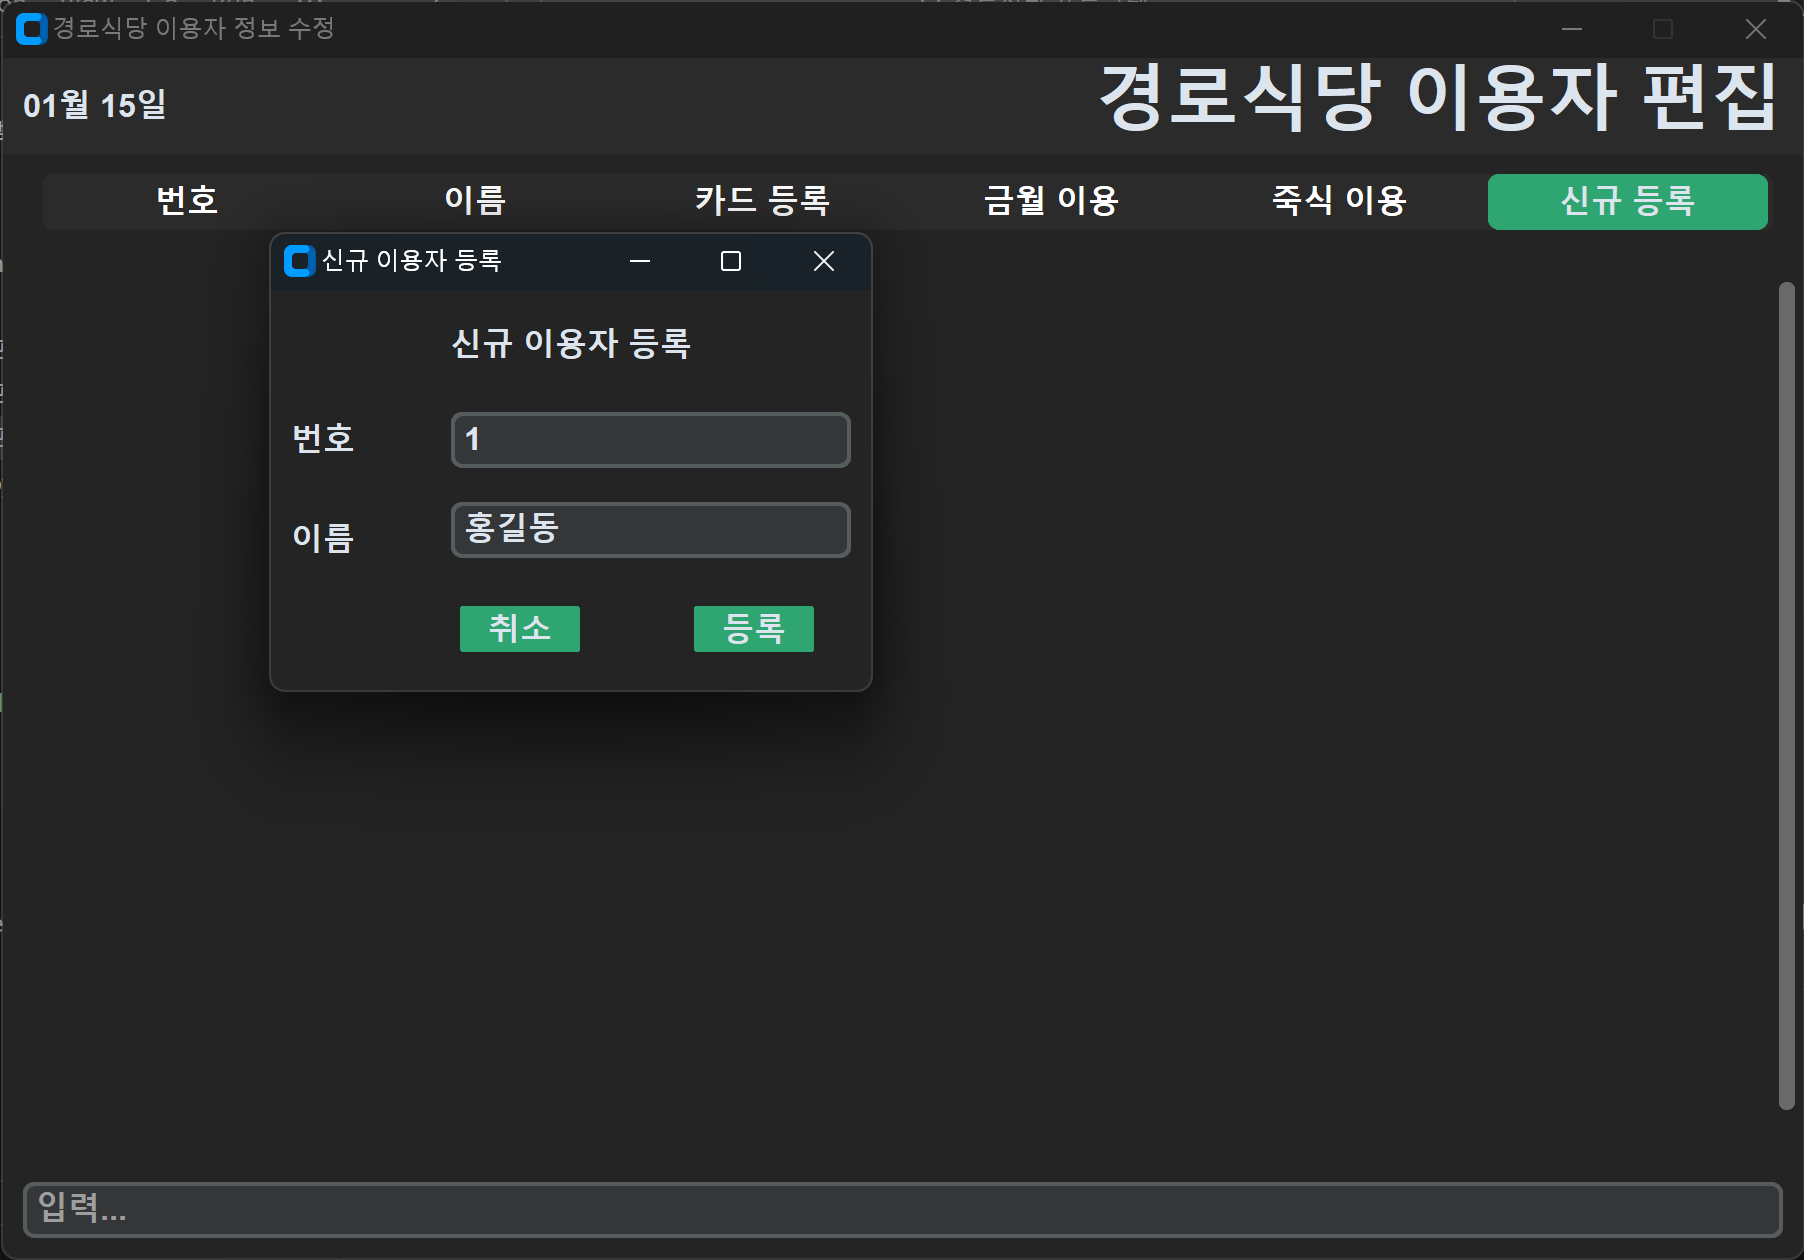 경로식당 이용자 정보 수정
01월 15일
경로식당 이용자 편집
번호 이름 카드 등록 금월 이용 죽식 이용 신규 등록
신규 이용자 등록
신규 이용자 등록
번호 1
이름 홍길동
취소 등록
입력...